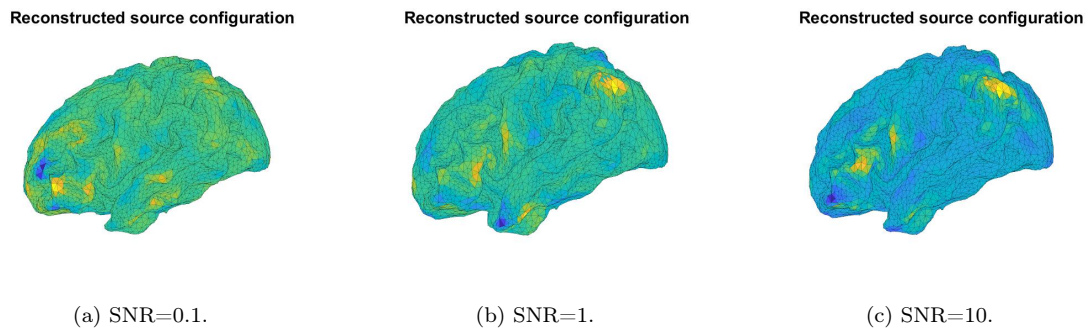 Reconstructed source configuration
Reconstructed source configuration
Reconstructed source configuration
(a) SNR=0.1.
(b) SNR=1.
(c) SNR=10.